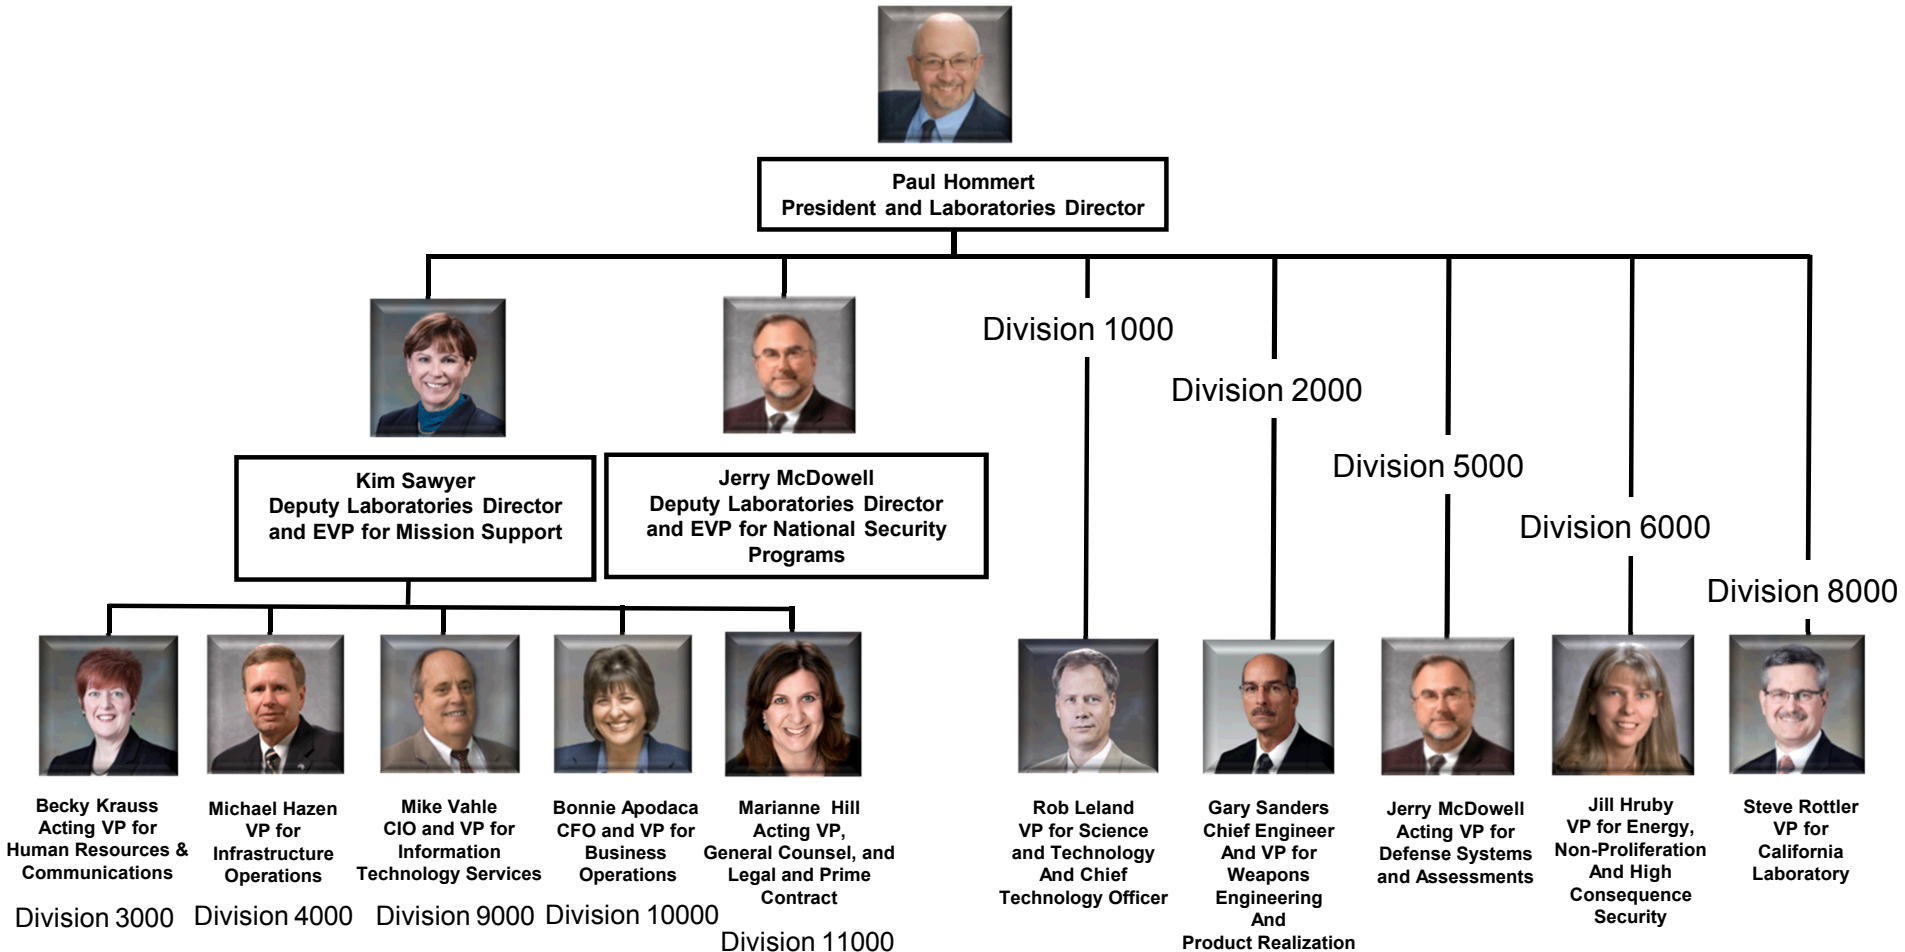 Paul Hommert
President and Laboratories Director
Division 1000
Division 2000
Division 5000
Division 6000
Division 8000
Kim Sawyer
Deputy Laboratories Director
and EVP for Mission Support
Jerry McDowell
Deputy Laboratories Director
and EVP for National Security
Programs
Becky Krauss
Acting VP for
Human Resources &
Communications
Division 3000
Michael Hazen
VP for
Infrastructure
Operations
Division 4000
Mike Vahle
CIO and VP for
Information
Technology Services
Division 9000
Bonnie Apodaca
CFO and VP for
Business
Operations
Division 10000
Marianne Hill
Acting VP,
General Counsel, and
Legal and Prime
Contract
Division 11000
Rob Leland
VP for Science
and Technology
And Chief
Technology Officer
Gary Sanders
Chief Engineer
And VP for
Weapons
Engineering
And
Product Realization
Jerry McDowell
Acting VP for
Defense Systems
and Assessments
Jill Hruby
VP for Energy,
Non-Proliferation
And High
Consequence
Security
Steve Rottler
VP for
California
Laboratory